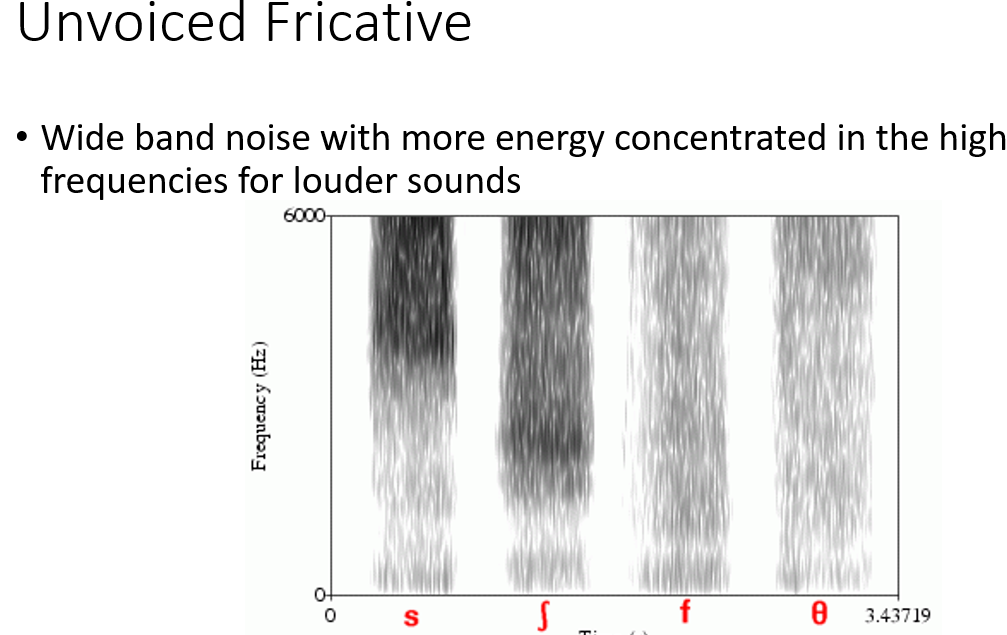 Unvoiced Fricative
• Wide band noise with more energy concentrated in the high
frequencies for louder sounds
6000
Frequency (Hz)
0
0 s ʃ f θ 3.43719